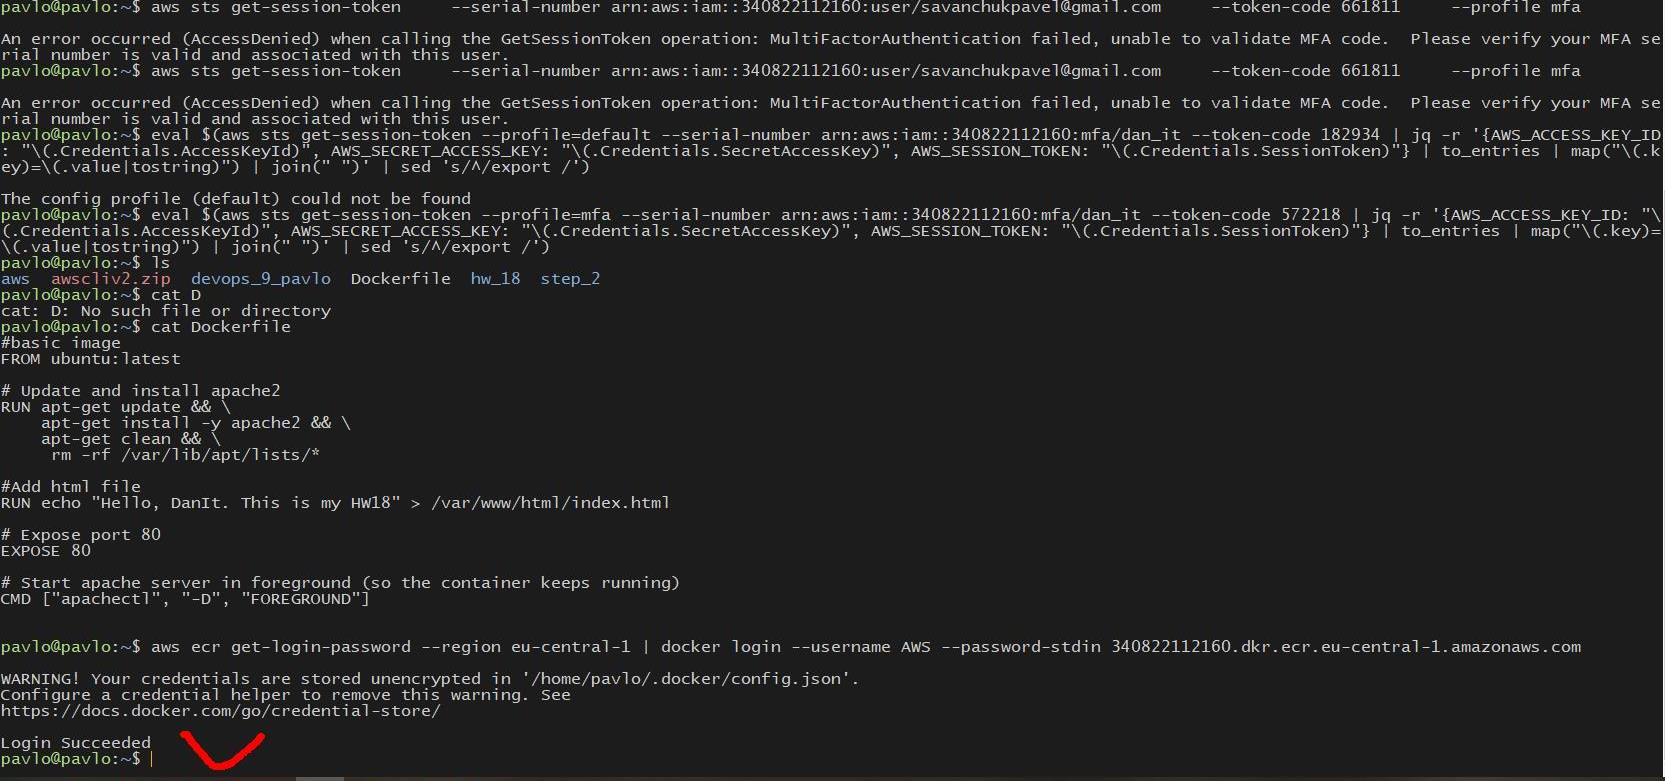 pavlo@pavlo:~$ aws sts get-session-token     --serial-number arn:aws:iam::340822112160:user/savanchukpavel@gmail.com     --token-code 661811     --profile mfa
An error occurred (AccessDenied) when calling the GetSessionToken operation: MultiFactorAuthentication failed, unable to validate MFA code.  Please verify your MFA se
rial number is valid and associated with this user.
pavlo@pavlo:~$ aws sts get-session-token     --serial-number arn:aws:iam::340822112160:user/savanchukpavel@gmail.com     --token-code 661811     --profile mfa
An error occurred (AccessDenied) when calling the GetSessionToken operation: MultiFactorAuthentication failed, unable to validate MFA code.  Please verify your MFA se
rial number is valid and associated with this user.
pavlo@pavlo:~$ eval $(aws sts get-session-token --profile=default --serial-number arn:aws:iam::340822112160:mfa/dan_it --token-code 182934 | jq -r '{AWS_ACCESS_KEY_ID
: "\(.Credentials.AccessKeyId)", AWS_SECRET_ACCESS_KEY: "\(.Credentials.SecretAccessKey)", AWS_SESSION_TOKEN: "\(.Credentials.SessionToken)"} | to_entries | map("\(.k
ey)=\(.value|tostring)") | join(" ")' | sed 's/^/export /')
The config profile (default) could not be found
pavlo@pavlo:~$ eval $(aws sts get-session-token --profile=mfa --serial-number arn:aws:iam::340822112160:mfa/dan_it --token-code 572218 | jq -r '{AWS_ACCESS_KEY_ID: "\
(.Credentials.AccessKeyId)", AWS_SECRET_ACCESS_KEY: "\(.Credentials.SecretAccessKey)", AWS_SESSION_TOKEN: "\(.Credentials.SessionToken)"} | to_entries | map("\(.key)=
\(.value|tostring)") | join(" ")' | sed 's/^/export /')
pavlo@pavlo:~$ ls
aws  awscliv2.zip  devops_9_pavlo  Dockerfile  hw_18  step_2
pavlo@pavlo:~$ cat D
cat: D: No such file or directory
pavlo@pavlo:~$ cat Dockerfile
#basic image
FROM ubuntu:latest
# Update and install apache2
RUN apt-get update && \
    apt-get install -y apache2 && \
    apt-get clean && \
     rm -rf /var/lib/apt/lists/*
#Add html file
RUN echo "Hello, DanIt. This is my HW18" > /var/www/html/index.html
# Expose port 80
EXPOSE 80
# Start apache server in foreground (so the container keeps running)
CMD ["apachectl", "-D", "FOREGROUND"]
pavlo@pavlo:~$ aws ecr get-login-password --region eu-central-1 | docker login --username AWS --password-stdin 340822112160.dkr.ecr.eu-central-1.amazonaws.com
WARNING! Your credentials are stored unencrypted in '/home/pavlo/.docker/config.json'.
Configure a credential helper to remove this warning. See
https://docs.docker.com/go/credential-store/
Login Succeeded
pavlo@pavlo:~$